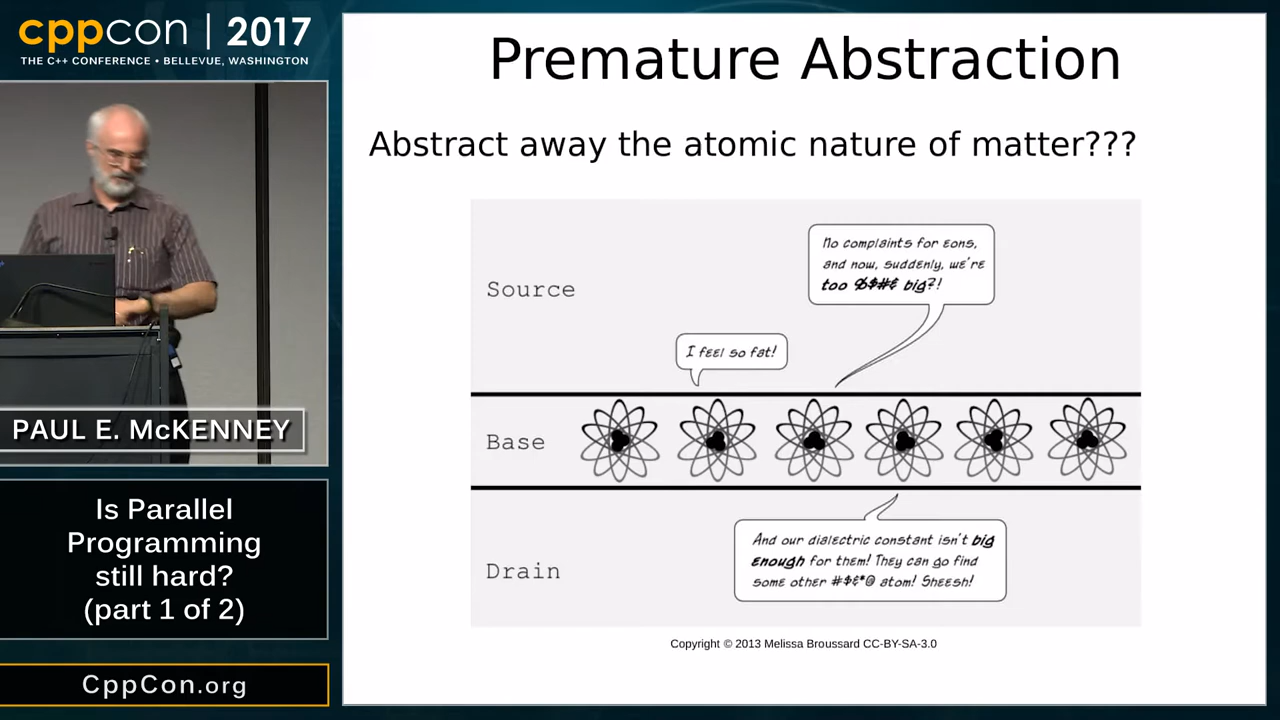 cppcon | 2017
THE C++ CONFERENCE • BELLEVUE, WASHINGTON
PAUL E. McKENNEY
Is Parallel
Programming
still hard?
(part 1 of 2)
CppCon.org
Premature Abstraction
Abstract away the atomic nature of matter???
Source
No complaints for eons,
and now, suddenly, we're
too @$#& big?!
I feel so fat!
Base
And our dialectric constant isn't big
enough for them! They can go find
some other #$&*@ atom! Sheesh!
Drain
Copyright © 2013 Melissa Broussard CC-BY-SA-3.0